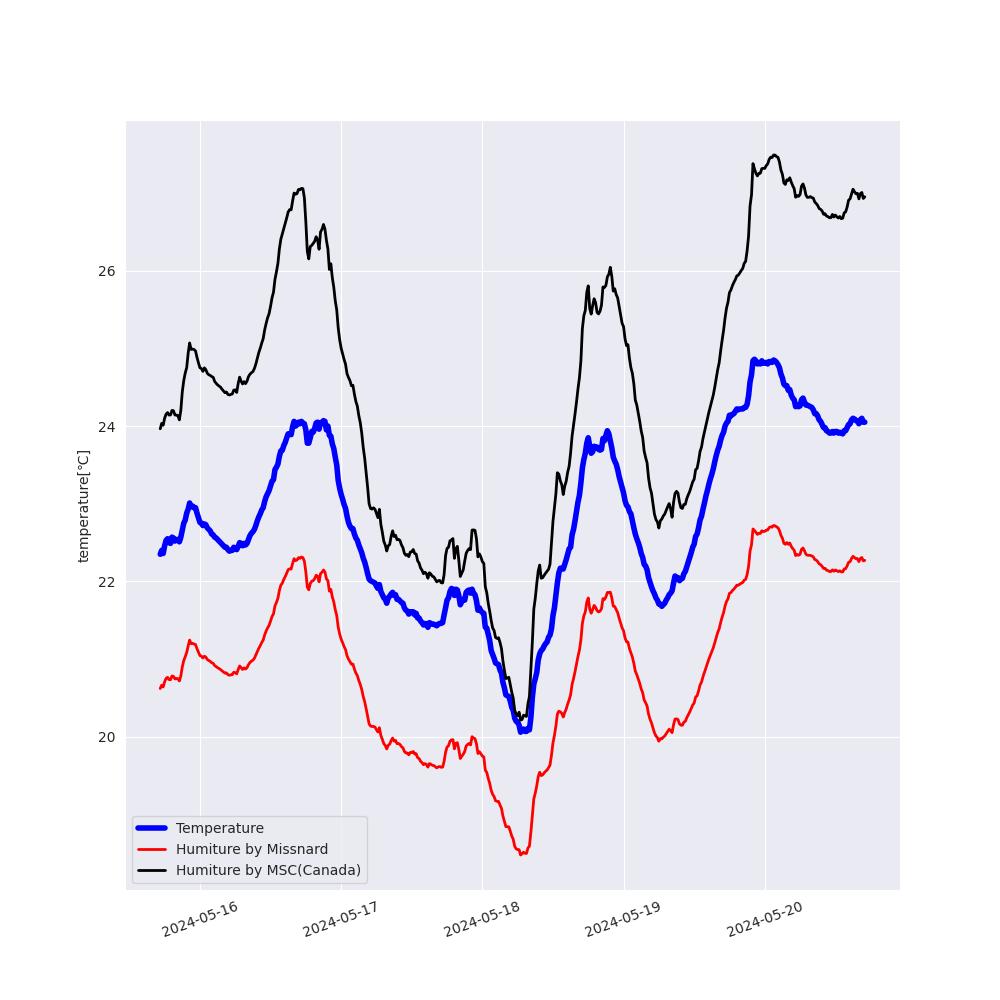 26
24
22
20
temperature[℃]
Temperature
Humiture by Missnard
Humiture by MSC(Canada)
2024-05-16
2024-05-17
2024-05-18
2024-05-19
2024-05-20